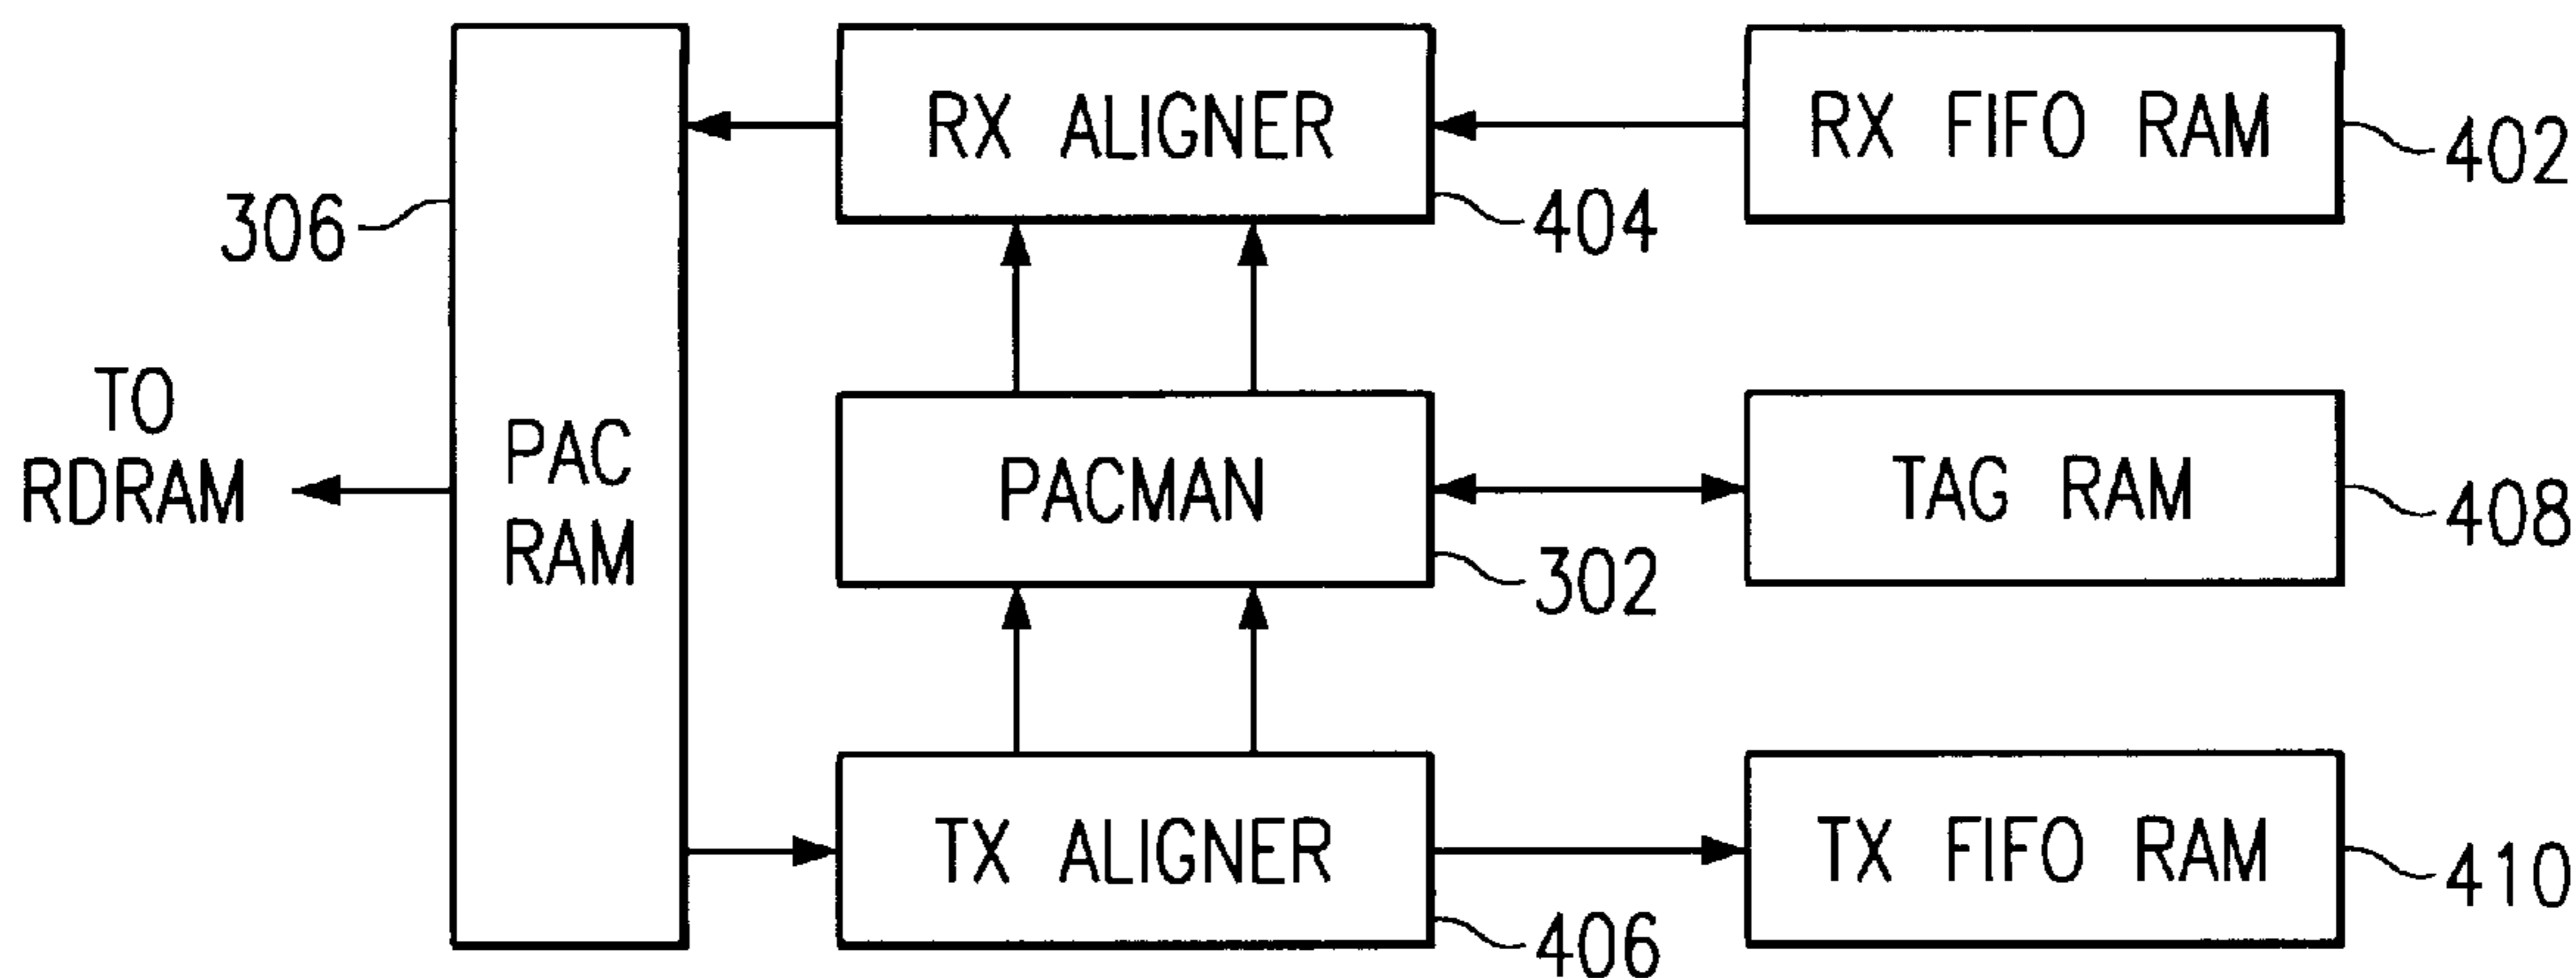 RX ALIGNER
RX FIFO RAM
402
306
404
TO
RDRAM
PAC
RAM
PACMAN
TAG RAM
408
302
TX ALIGNER
TX FIFO RAM
410
406